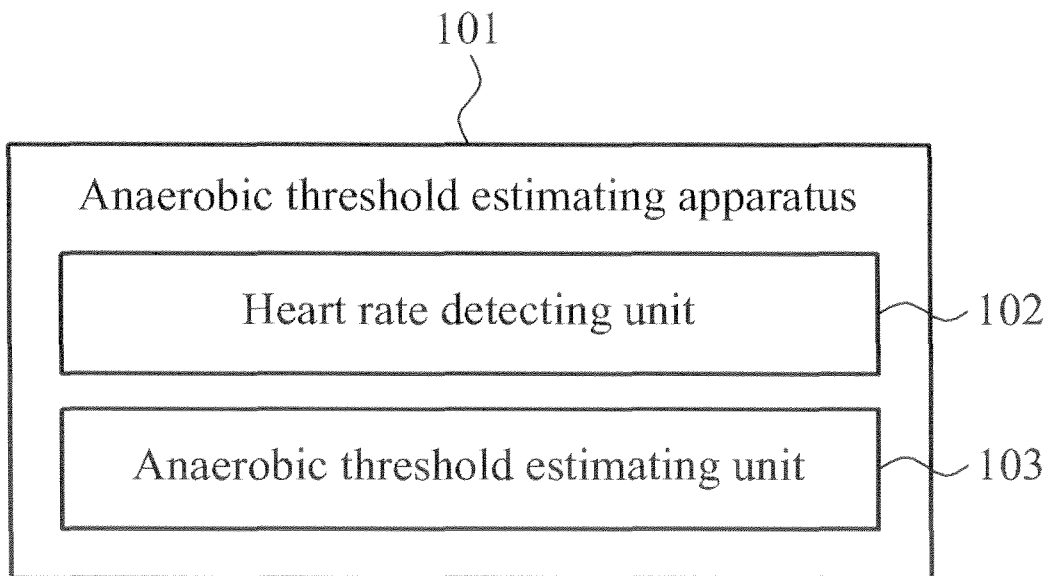 101
Anaerobic threshold estimating apparatus
Heart rate detecting unit
102
Anaerobic threshold estimating unit
103